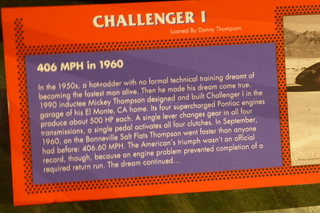 CHALLENGER I
Loaned By Danny Thompson
406 MPH in 1960
In the 1950s, a hot-rodder with no formal technical training dreamt of
becoming the fastest man alive. Then he made his dream come true.
1990 inductee Mickey Thompson designed and built Challenger I in the
garage of his El Monte, CA home. Its four supercharged Pontiac engines
produce about 500 HP each. A single lever changes gear in all four
transmissions, a single pedal activates all four clutches. In September,
1960, on the Bonneville Salt Flats Thompson went faster than anyone
had before: 406.60 MPH. The American's triumph wasn't an official
record, though, because an engine problem prevented completion of a
required return run. The dream continued...